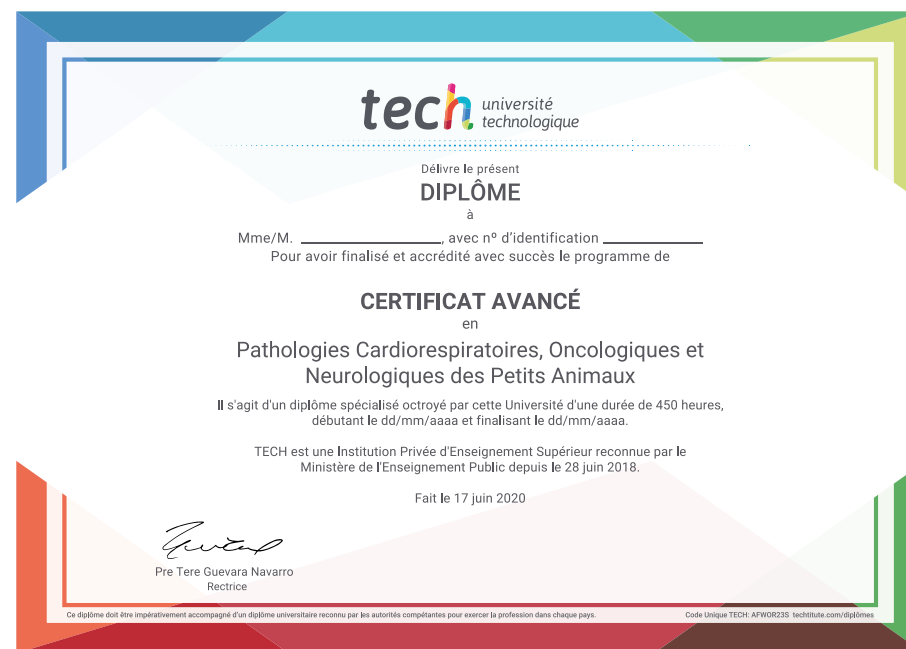 tech université
technologique
Délivre le présent
DIPLÔME
à
Mme/M. ____________________, avec nº d'identification ______________
Pour avoir finalisé et accrédité avec succès le programme de
CERTIFICAT AVANCÉ
en
Pathologies Cardiorespiratoires, Oncologiques et
Neurologiques des Petits Animaux
Il s'agit d'un diplôme spécialisé octroyé par cette Université d'une durée de 450 heures,
débutant le dd/mm/aaaa et finalisant le dd/mm/aaaa.
TECH est une Institution Privée d'Enseignement Supérieur reconnue par le
Ministère de l'Enseignement Public depuis le 28 juin 2018.
Fait le 17 juin 2020
Pre Tere Guevara Navarro
Rectrice
Ce diplôme doit être impérativement accompagné d'un diplôme universitaire reconnu par les autorités compétantes pour exercer la profession dans chaque pays.
Code Unique TECH: AFWOR23S techtitute.com/diplômes